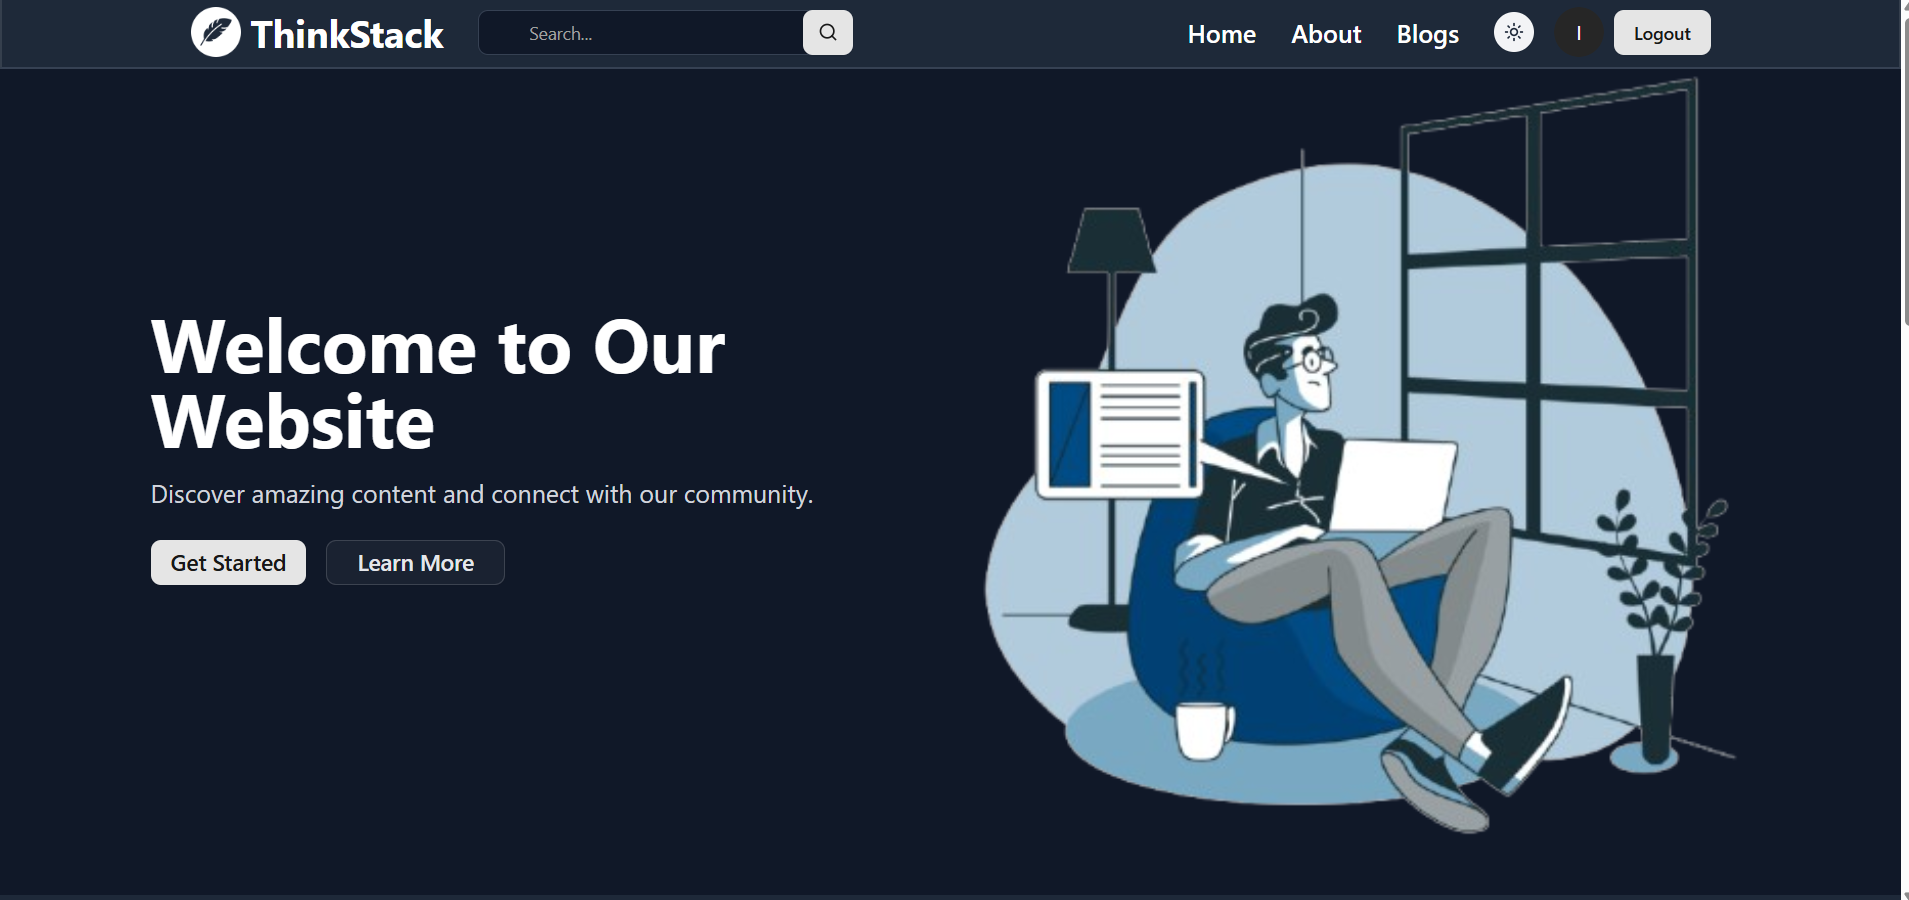 ThinkStack
Search...
Home
About
Blogs
I
Logout
Welcome to Our
Website
Discover amazing content and connect with our community.
Get Started
Learn More